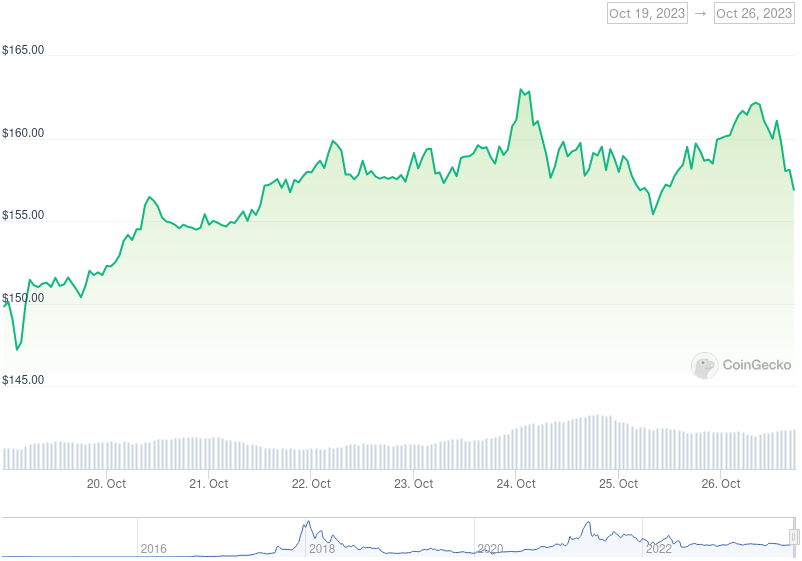 Oct 19, 2023 → Oct 26, 2023
$165.00
$160.00
$155.00
$150.00
$145.00
CoinGecko
20. Oct 21. Oct 22. Oct 23. Oct 24. Oct 25. Oct 26. Oct
2016 2018 2020 2022